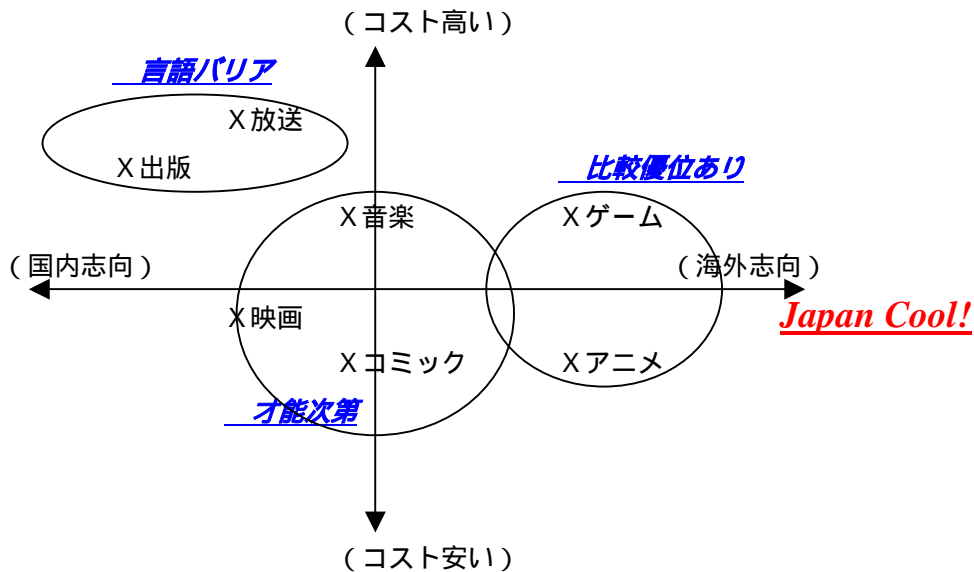 (コスト高い)
言語バリア
X放送
X出版
比較優位あり
X音楽
Xゲーム
(国内志向)
(海外志向)
X映画
Japan Cool!
Xコミック
Xアニメ
才能次第
(コスト安い)